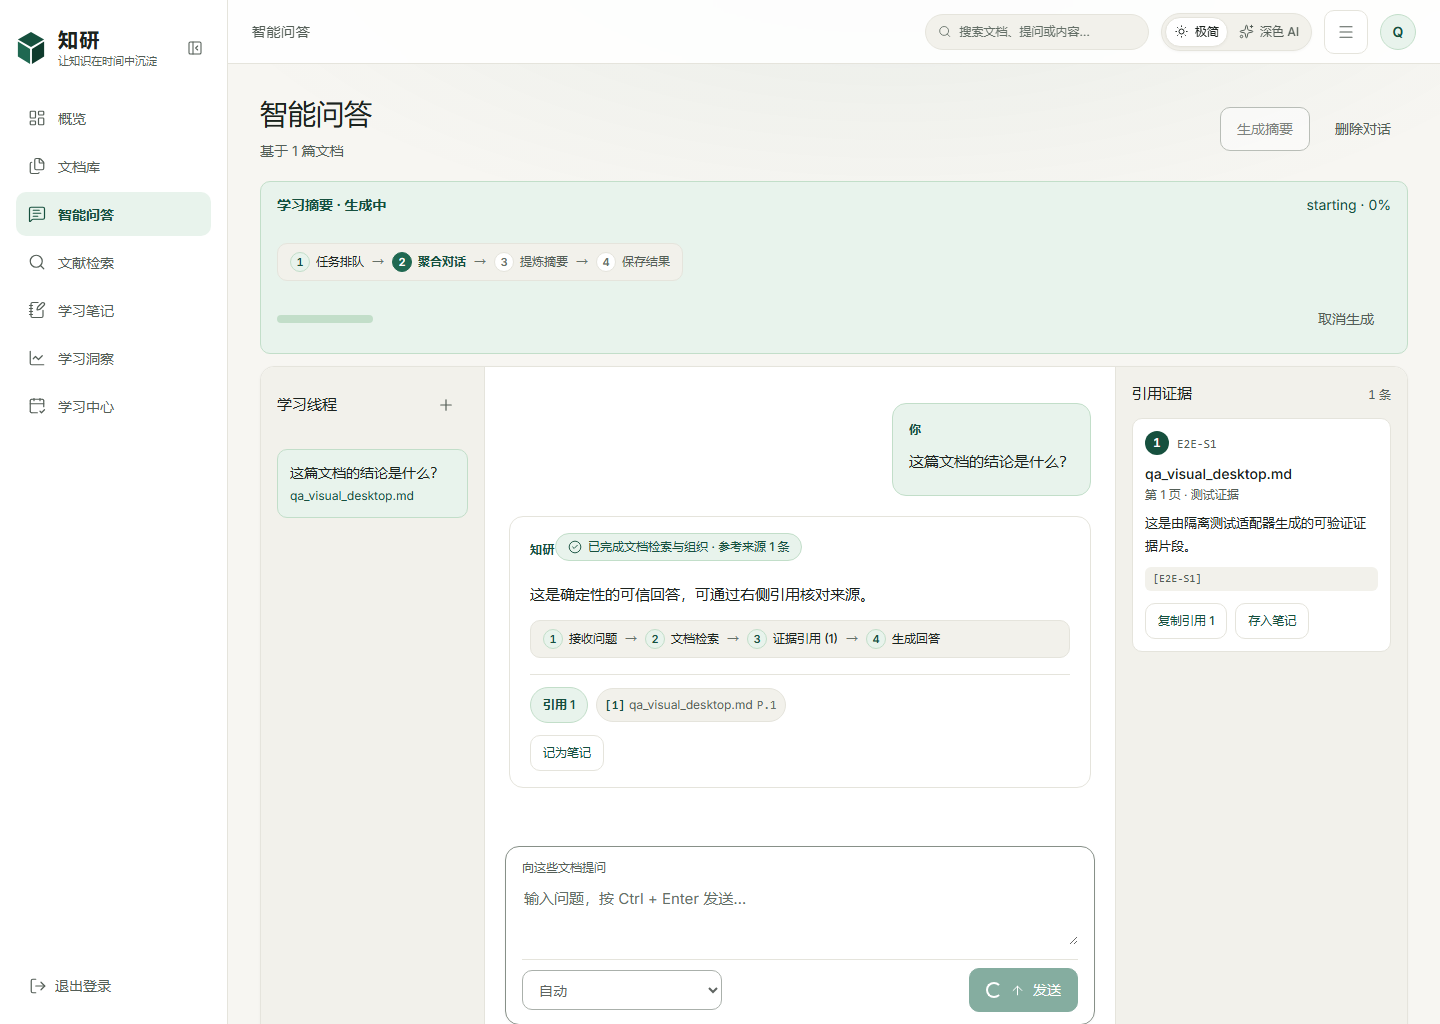 知研
让知识在时间中沉淀
概览
文档库
智能问答
文献检索
学习笔记
学习洞察
学习中心
退出登录
智能问答
搜索文档、提问或内容...
极简
深色 AI
Q
智能问答
基于 1 篇文档
生成摘要
删除对话
学习摘要 · 生成中
starting · 0%
1 任务排队 → 2 聚合对话 → 3 提炼摘要 → 4 保存结果
取消生成
学习线程
这篇文档的结论是什么？
qa_visual_desktop.md
你
这篇文档的结论是什么？
知研 已完成文档检索与组织 · 参考来源 1 条
这是确定性的可信回答，可通过右侧引用核对来源。
1 接收问题 → 2 文档检索 → 3 证据引用 (1) → 4 生成回答
引用 1
[1] qa_visual_desktop.md P.1
记为笔记
向这些文档提问
输入问题，按 Ctrl + Enter 发送...
自动
↑ 发送
引用证据
1 条
1 E2E-S1
qa_visual_desktop.md
第 1 页 · 测试证据
这是由隔离测试适配器生成的可验证证
据片段。
[E2E-S1]
复制引用 1
存入笔记